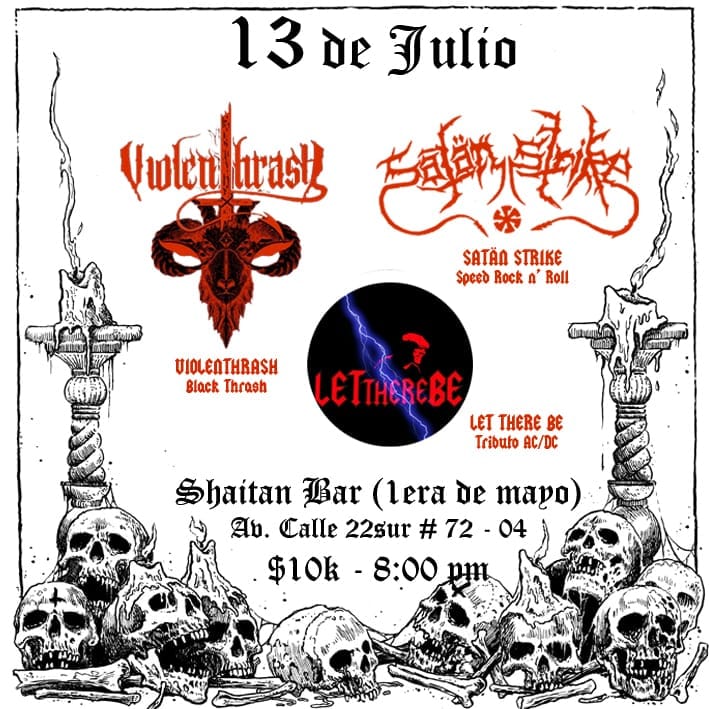 13 de Julio
Violenthrash
Satän Strike
SATÄN STRIKE
Speed Rock n' Roll
VIOLENTHRASH
Black Thrash
LETTHEREBE
LET THERE BE
Tributo AC/DC
Shaitan Bar (1era de mayo)
Av. Calle 22sur # 72 - 04
$10k - 8:00 pm